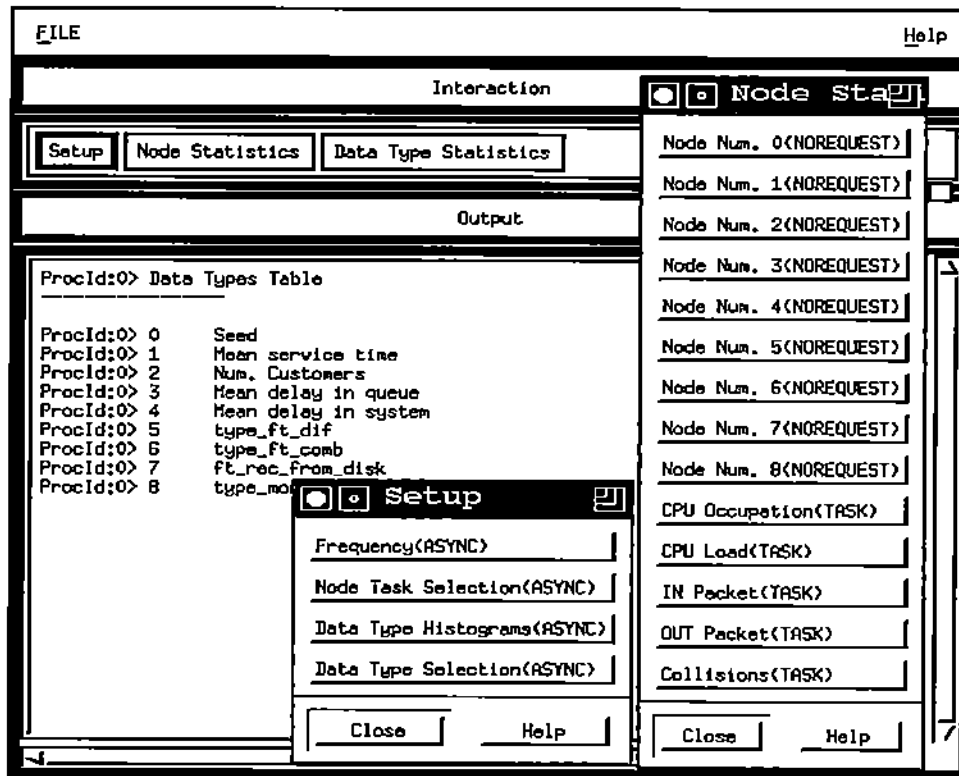 FILE Help
Interaction
Setup Node Statistics Data Type Statistics
Output
ProcId:0> Data Types Table
ProcId:0> 0 Seed
ProcId:0> 1 Mean service time
ProcId:0> 2 Num. Customers
ProcId:0> 3 Mean delay in queue
ProcId:0> 4 Mean delay in system
ProcId:0> 5 type_ft_dif
ProcId:0> 6 type_ft_comb
ProcId:0> 7 ft_rec_from_disk
ProcId:0> 8
Setup
Frequency(ASYNC)
Node Task Selection(ASYNC)
Data Type Histograms(ASYNC)
Data Type Selection(ASYNC)
Close Help
Node
Node Num. 0(NOREQUEST)
Node Num. 1(NOREQUEST)
Node Num. 2(NOREQUEST)
Node Num. 3(NOREQUEST)
Node Num. 4(NOREQUEST)
Node Num. 5(NOREQUEST)
Node Num. 6(NOREQUEST)
Node Num. 7(NOREQUEST)
Node Num. 8(NOREQUEST)
CPU Occupation(TASK)
CPU Load(TASK)
IN Packet(TASK)
OUT Packet(TASK)
Collisions(TASK)
Close Help